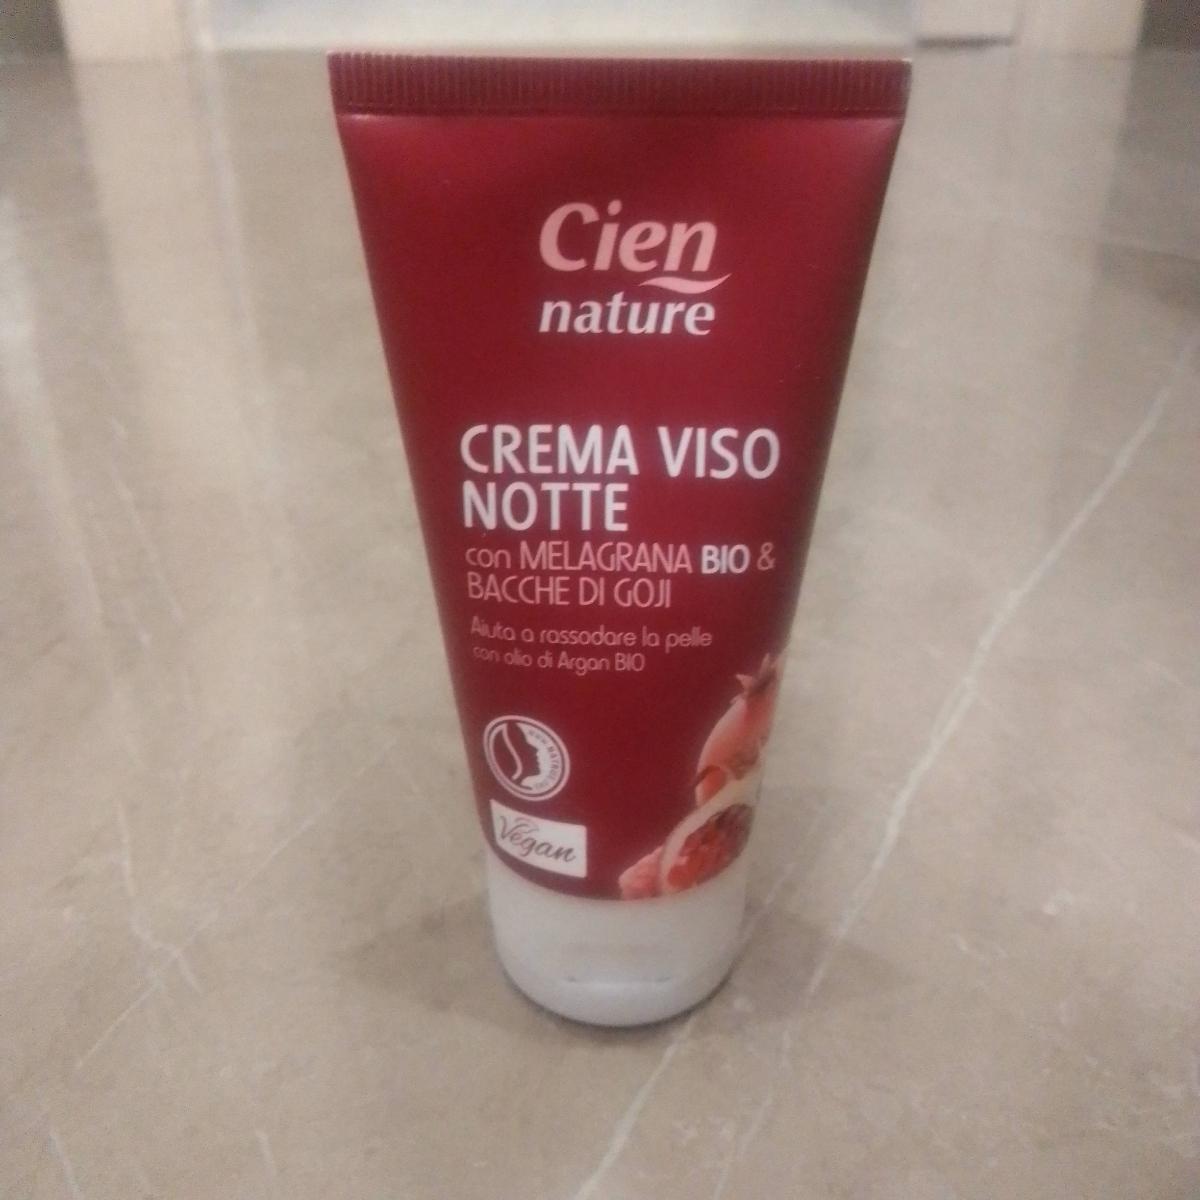 Cien
nature
CREMA VISO
NOTTE
con MELAGRANA BIO &
BACCHE DI GOJI
Aiuta a rassodare la pelle
con olio di Argan BIO
Vegan